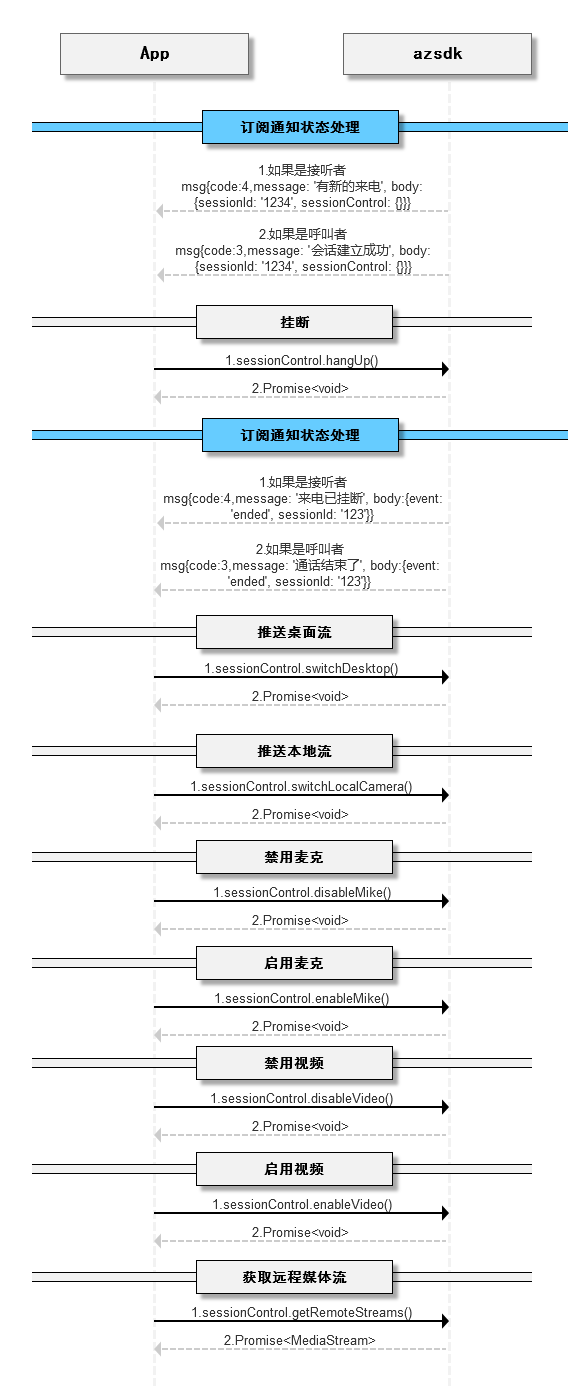 App
azsdk
订阅通知状态处理
1.如果是接听者
msg{code:4,message: '有新的来电', body:
{sessionId: '1234', sessionControl: {}}}
2.如果是呼叫者
msg{code:3,message: '会话建立成功', body:
{sessionId: '1234', sessionControl: {}}}
挂断
1.sessionControl.hangUp()
2.Promise<void>
订阅通知状态处理
1.如果是接听者
msg{code:4,message: '来电已挂断', body:{event:
'ended', sessionId: '123'}}
2.如果是呼叫者
msg{code:3,message: '通话结束了', body:{event:
'ended', sessionId: '123'}}
推送桌面流
1.sessionControl.switchDesktop()
2.Promise<void>
推送本地流
1.sessionControl.switchLocalCamera()
2.Promise<void>
禁用麦克
1.sessionControl.disableMike()
2.Promise<void>
启用麦克
1.sessionControl.enableMike()
2.Promise<void>
禁用视频
1.sessionControl.disableVideo()
2.Promise<void>
启用视频
1.sessionControl.enableVideo()
2.Promise<void>
获取远程媒体流
1.sessionControl.getRemoteStreams()
2.Promise<MediaStream>